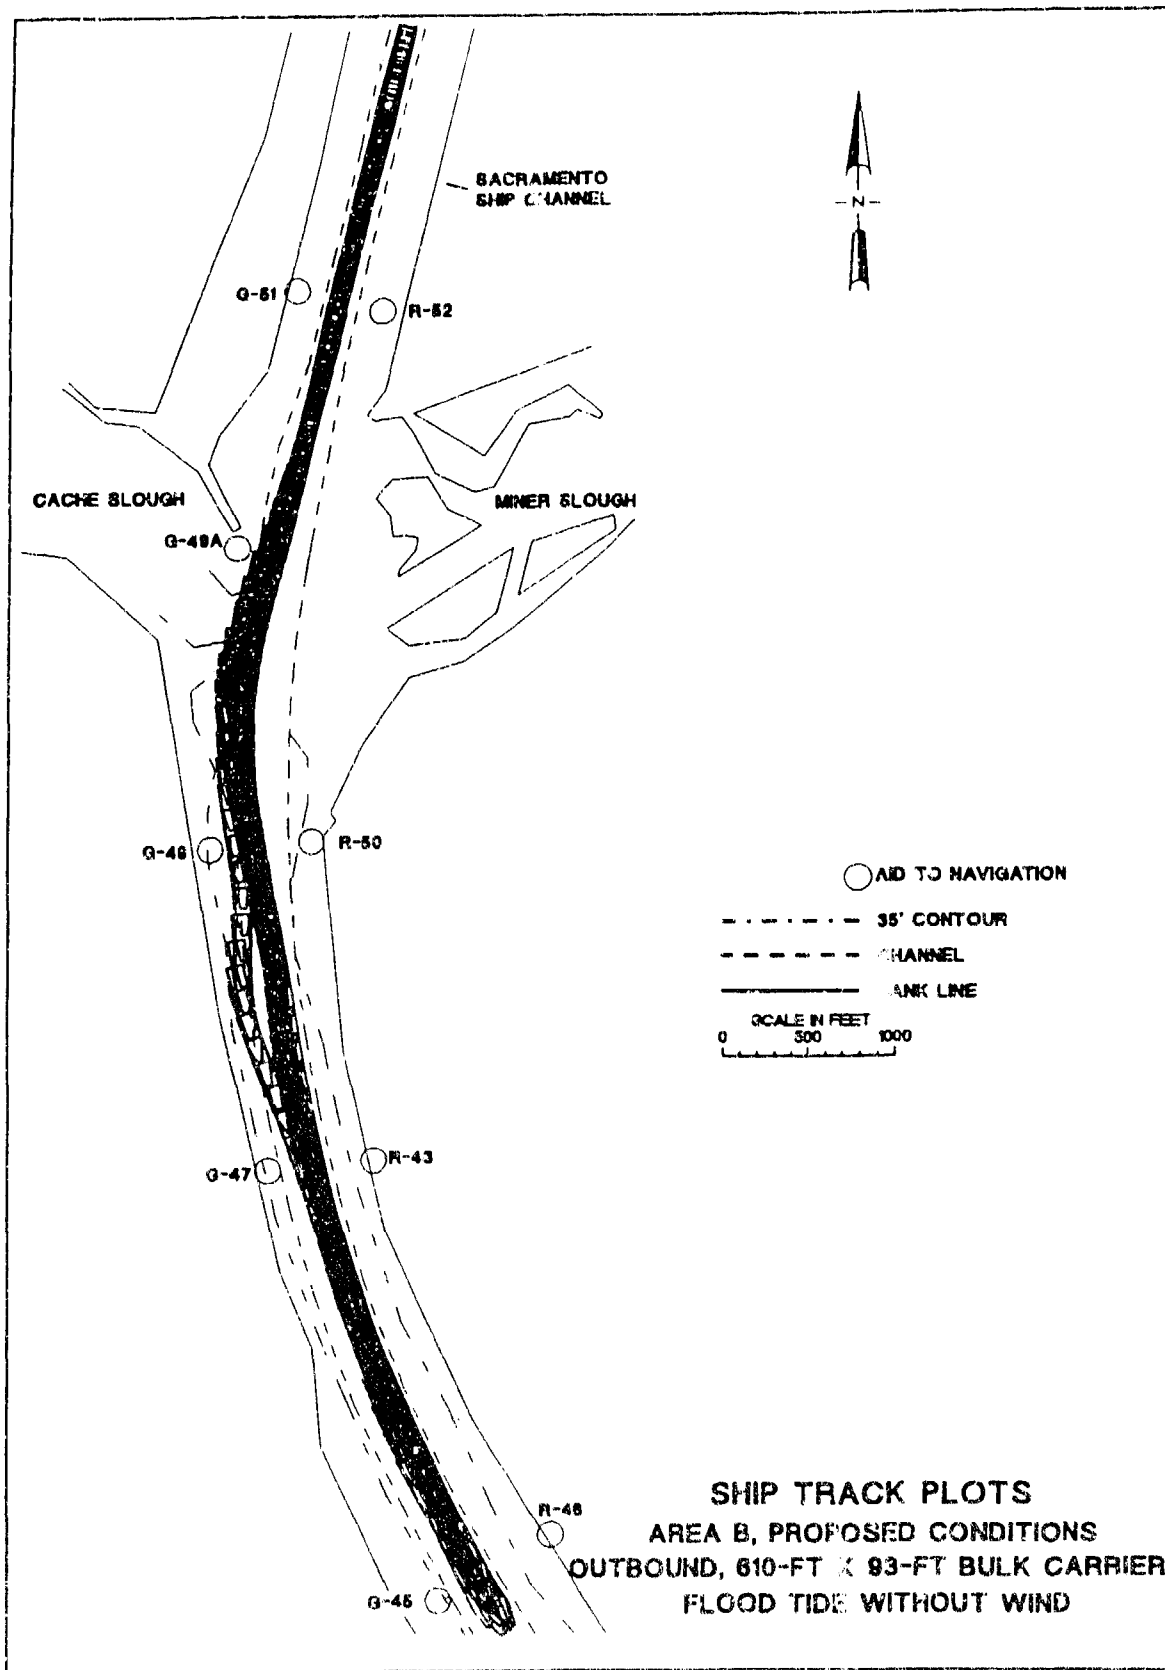 SACRAMENTO
SHIP CHANNEL
N
G-51
R-52
CACHE SLOUGH
MINER SLOUGH
G-49A
R-50
AID TO NAVIGATION
35' CONTOUR
CHANNEL
ANK LINE
SCALE IN FEET
0 500 1000
R-43
G-47
SHIP TRACK PLOTS
R-46
AREA B, PROPOSED CONDITIONS
OUTBOUND, 610-FT X 93-FT BULK CARRIER
G-45
FLOOD TIDE WITHOUT WIND